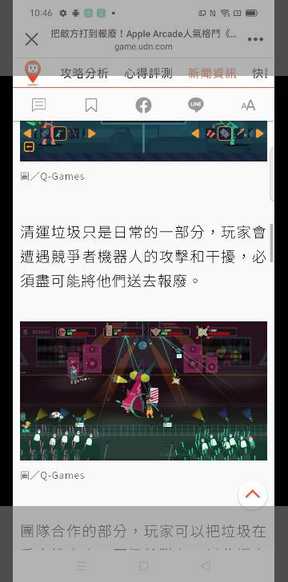 10:46
把敵方打到報廢！Apple Arcade人氣格鬥《...
game.udn.com
攻略分析 心得評測 新聞資訊 快
圖／Q-Games
清運垃圾只是日常的一部分，玩家會
遭遇競爭者機器人的攻擊和干擾，必
須盡可能將他們送去報廢。
圖／Q-Games
團隊合作的部分，玩家可以把垃圾在